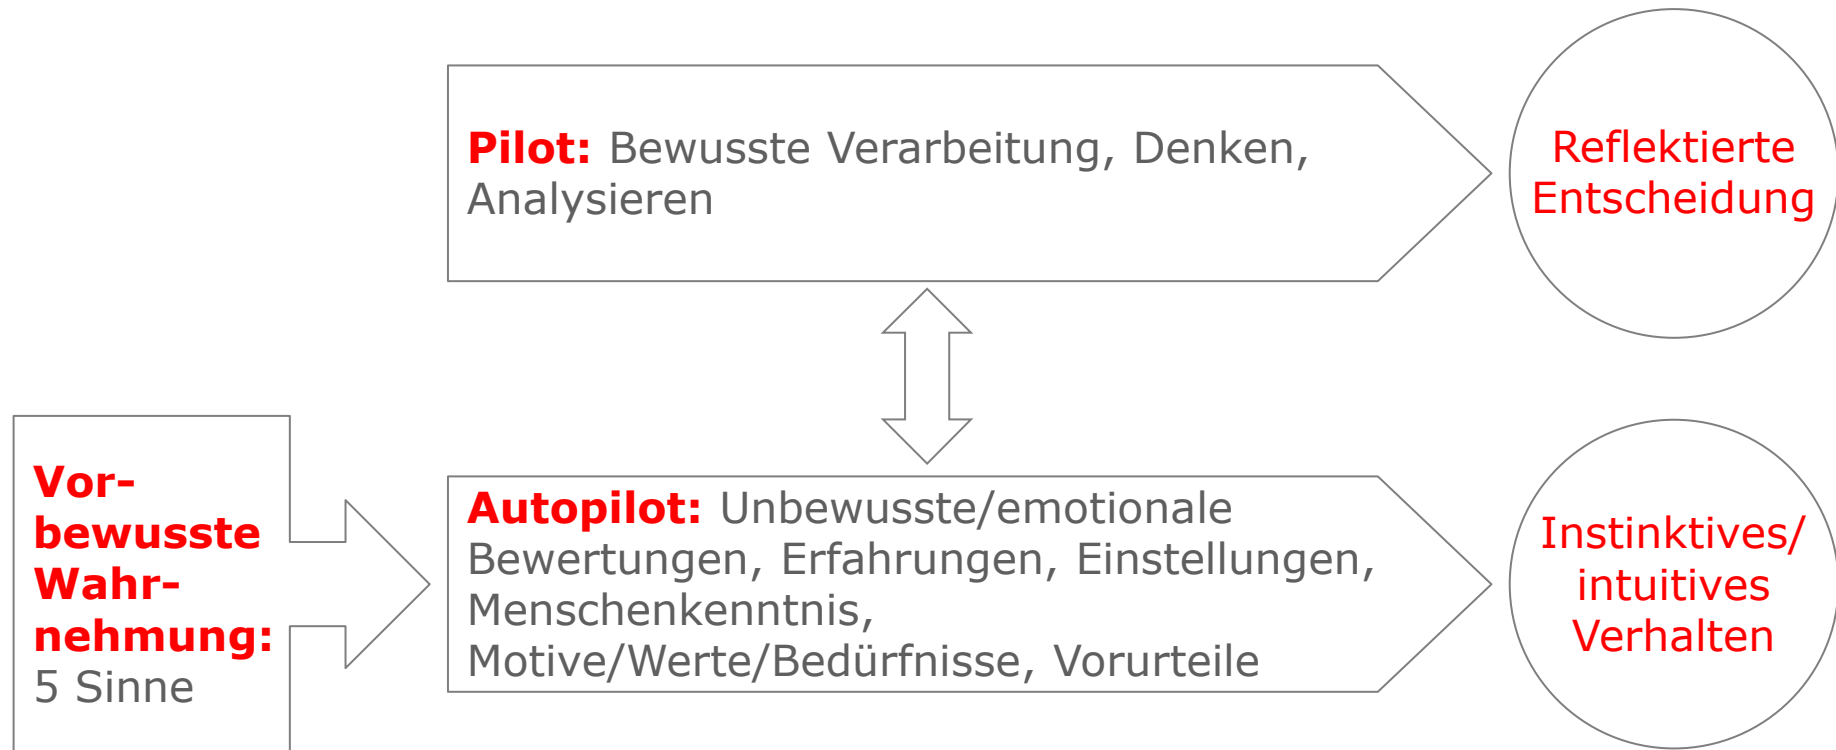 Pilot: Bewusste Verarbeitung, Denken,
Analysieren
Reflektierte
Entscheidung
Vor-
bewusste
Wahr-
nehmung:
5 Sinne
Autopilot: Unbewusste/emotionale
Bewertungen, Erfahrungen, Einstellungen,
Menschenkenntnis,
Motive/Werte/Bedürfnisse, Vorurteile
Instinktives/
intuitives
Verhalten